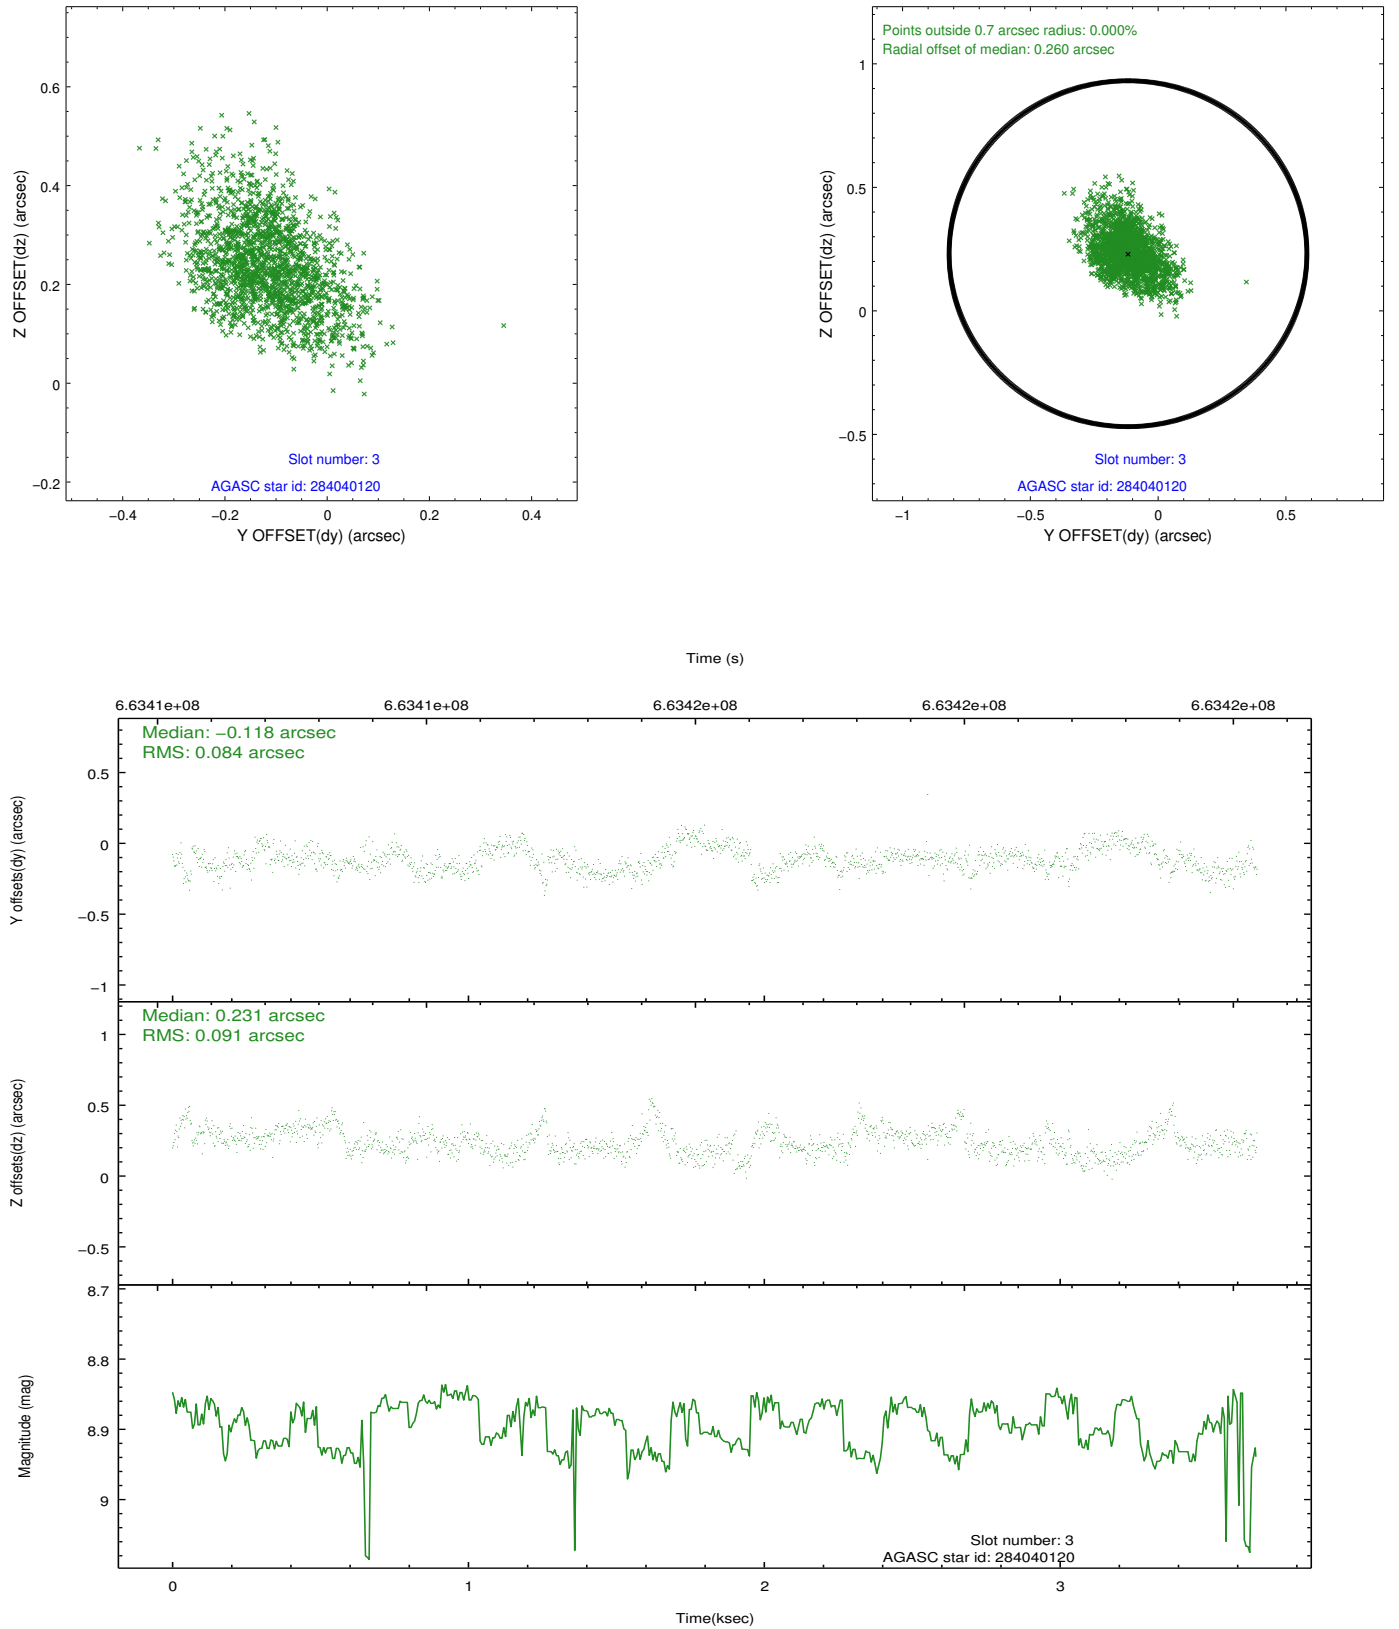 0.6
0.4
0.2
0
−0.2
Z OFFSET(dz) (arcsec)
Slot number: 3
AGASC star id: 284040120
−0.4 −0.2 0 0.2 0.4
Y OFFSET(dy) (arcsec)
Points outside 0.7 arcsec radius: 0.000%
Radial offset of median: 0.260 arcsec
1
0.5
0
−0.5
Z OFFSET(dz) (arcsec)
Slot number: 3
AGASC star id: 284040120
−1 −0.5 0 0.5
Y OFFSET(dy) (arcsec)
Time (s)
6.6341e+08 6.6341e+08 6.6342e+08 6.6342e+08 6.6342e+08
Median: −0.118 arcsec
RMS: 0.084 arcsec
0.5
0
−0.5
−1
Y offsets(dy) (arcsec)
Median: 0.231 arcsec
RMS: 0.091 arcsec
1
0.5
0
−0.5
Z offsets(dz) (arcsec)
8.7
8.8
8.9
9
Magnitude (mag)
Slot number: 3
AGASC star id: 284040120
0 1 2 3
Time(ksec)